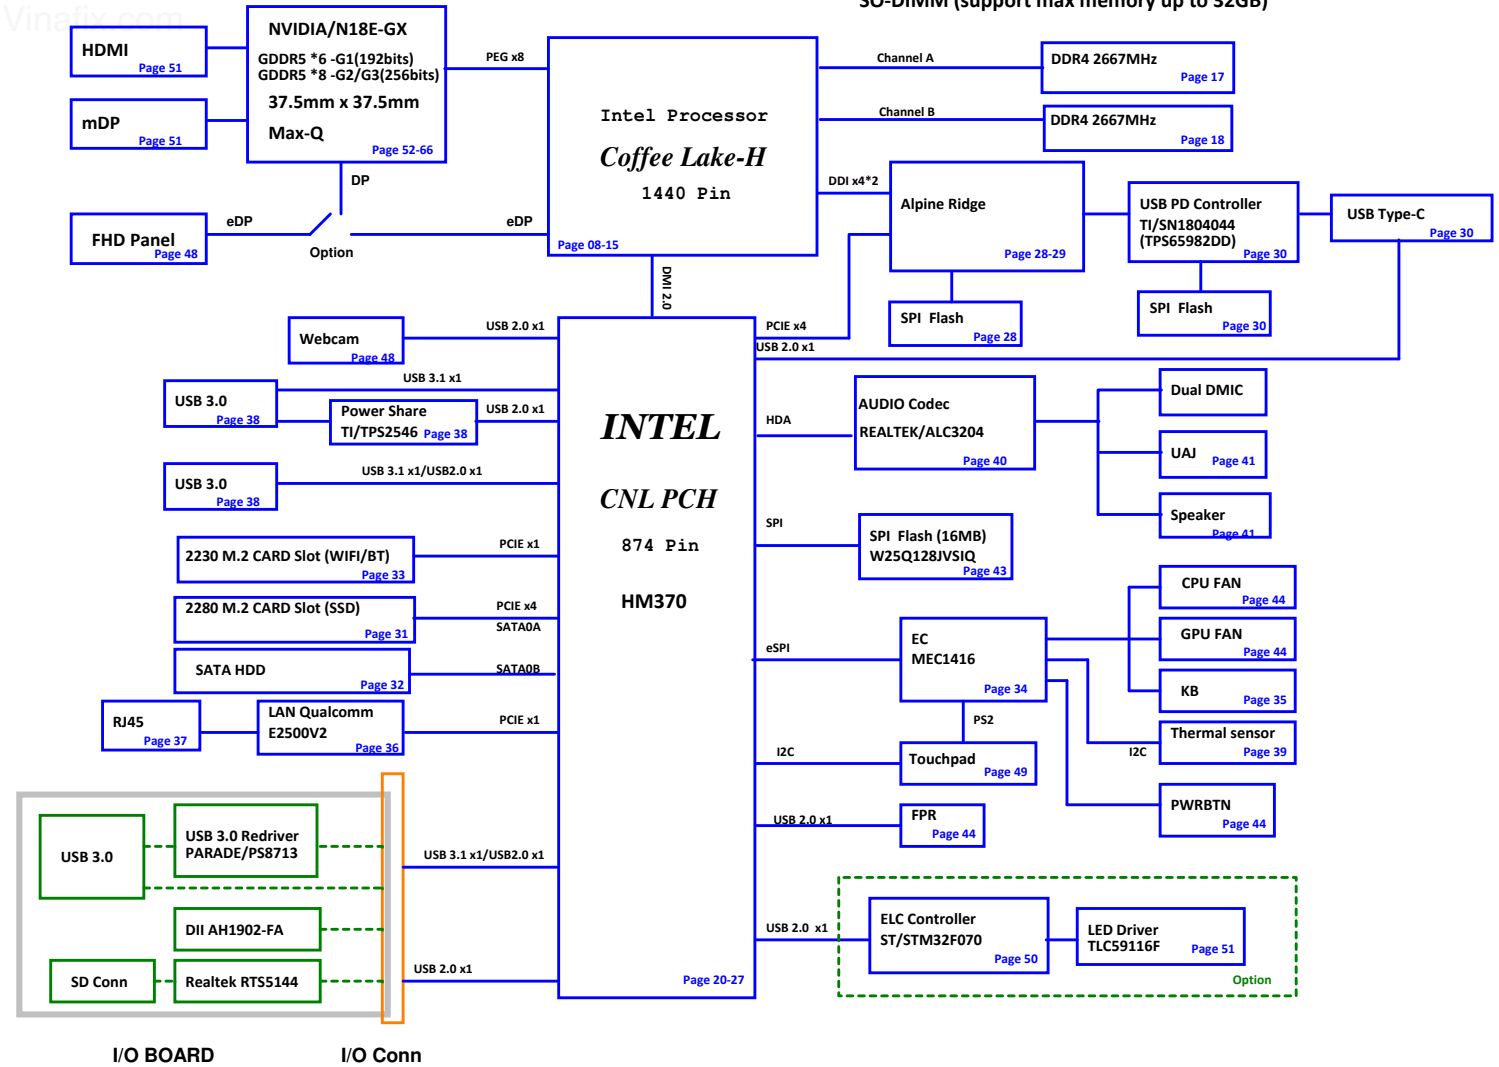 Vinafix.com
SO-DIMM (support max memory up to 32GB)
HDMI
Page 51
mDP
Page 51
NVIDIA/N18E-GX
GDDR5 *6 -G1(192bits)
GDDR5 *8 -G2/G3(256bits)
37.5mm x 37.5mm
Max-Q
Page 52-66
PEG x8
DP
FHD Panel
Page 48
eDP
Option
eDP
Intel Processor
Coffee Lake-H
1440 Pin
Page 08-15
Channel A
DDR4 2667MHz
Page 17
Channel B
DDR4 2667MHz
Page 18
DDI x4*2
Alpine Ridge
Page 28-29
USB PD Controller
TI/SN1804044
(TPS65982DD)
Page 30
USB Type-C
Page 30
SPI Flash
Page 28
SPI Flash
Page 30
DMI 2.0
PCIE x4
USB 2.0 x1
Webcam
Page 48
USB 2.0 x1
USB 3.0
Page 38
USB 3.1 x1
Power Share
TI/TPS2546 Page 38
USB 2.0 x1
USB 3.0
Page 38
USB 3.1 x1/USB2.0 x1
2230 M.2 CARD Slot (WIFI/BT)
Page 33
PCIE x1
2280 M.2 CARD Slot (SSD)
Page 31
PCIE x4
SATA0A
SATA HDD
Page 32
SATA0B
RJ45
Page 37
LAN Qualcomm
E2500V2
Page 36
PCIE x1
INTEL
CNL PCH
874 Pin
HM370
Page 20-27
HDA
AUDIO Codec
REALTEK/ALC3204
Page 40
Dual DMIC
UAJ Page 41
Speaker
Page 41
SPI
SPI Flash (16MB)
W25Q128JVSIQ
Page 43
eSPI
EC
MEC1416
Page 34
CPU FAN
Page 44
GPU FAN
Page 44
KB
Page 35
Thermal sensor
Page 39
I2C
PWRBTN
Page 44
PS2
I2C
Touchpad
Page 49
USB 2.0 x1
FPR
Page 44
USB 2.0 x1
ELC Controller
ST/STM32F070
Page 50
LED Driver
TLC59116F
Page 51
Option
USB 3.0
USB 3.0 Redriver
PARADE/PS8713
USB 3.1 x1/USB2.0 x1
DII AH1902-FA
SD Conn
Realtek RTS5144
USB 2.0 x1
I/O BOARD
I/O Conn